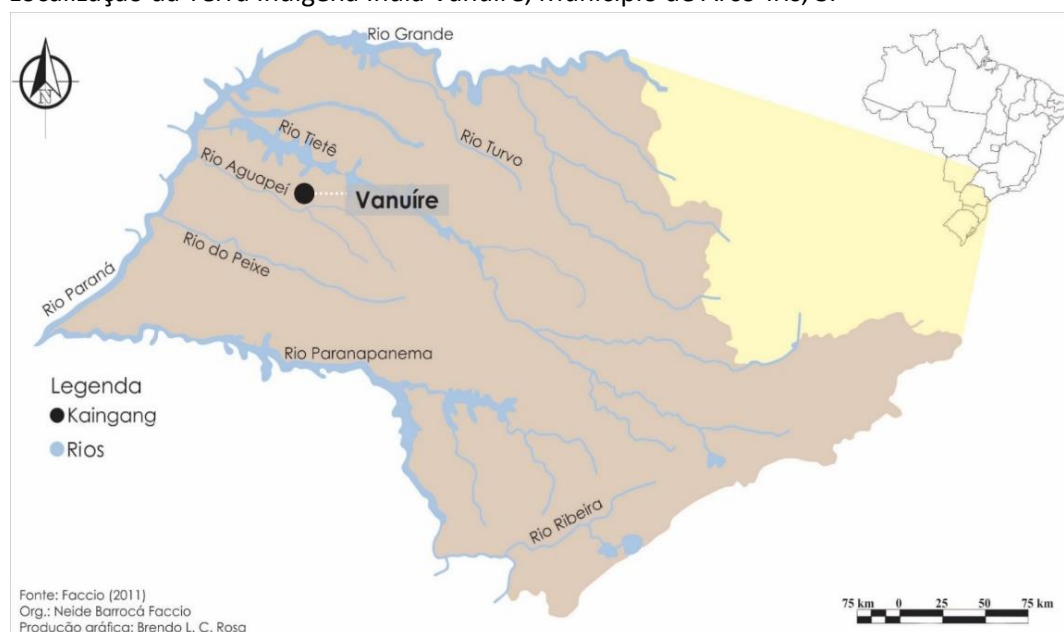 Rio Grande
N
Rio Tietê
Rio Turvo
Rio Aguapeí
Vanuíre
Rio do Peixe
Rio Paraná
Rio Paranapanema
Legenda
Kaingang
Rios
Rio Ribeira
Fonte: Faccio (2011)
Org.: Neide Barrocá Faccio
Produção gráfica: Brendo L. C. Rosa
75 km 0 25 50 75 km